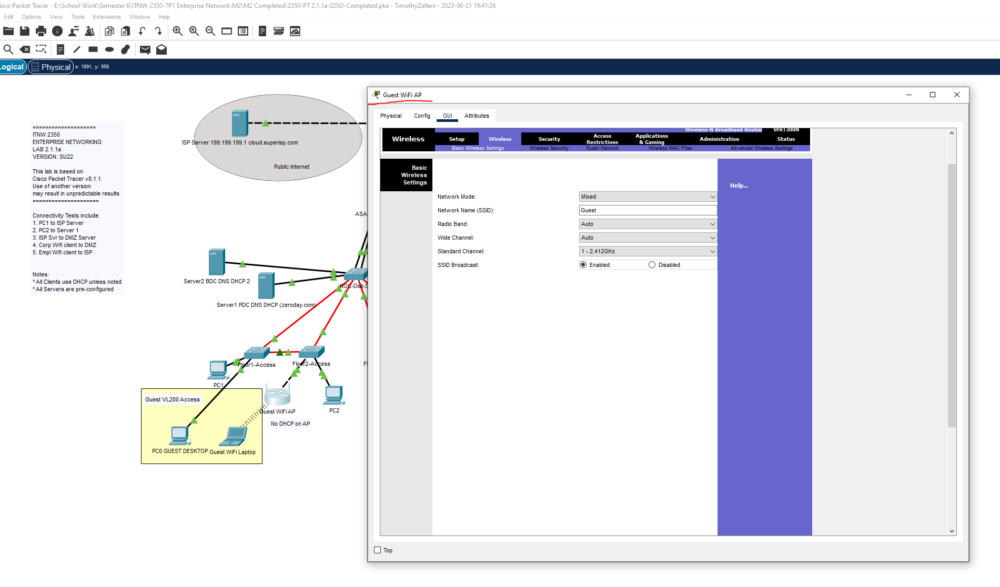 isco Packet Tracer - E:\School Work\Semester 6\ITNW-2350-7P1 Enterprise Network\M2\M2 Completed\2350-PT 2.1.1a-22SU-Completed.pka - TimothyZellers - 2023-06-21 19:41:26
Edit Options View Tools Extensions Window Help
Logical Physical x: 1891, y: 568
=====================
ITNW 2350
ENTERPRISE NETWORKING
LAB 2.1.1a
VERSION: SU22
This lab is based on
Cisco Packet Tracer v8.1.1
Use of another version
may result in unpredictable results
======================
Connectivity Tests include:
1. PC1 to ISP Server
2. PC2 to Server 1
3. ISP Svr to DMZ Server
4. Corp Wifi client to DMZ
5. Empl Wifi client to ISP
Notes:
* All Clients use DHCP unless noted
* All Servers are pre-configured
ISP Server 199.199.199.1 cloud.superisp.com
Public Internet
ASA
Server2 BDC DNS DHCP 2
NOC-Dist-S
Server1 PDC DNS DHCP (zeroday.com)
Floor1-Access
Floor2-Access
Fl
PC1
Guest VL200 Access
Guest WiFi AP
PC2
No DHCP on AP
PC0 GUEST DESKTOP
Guest WiFi Laptop
Guest WiFi AP
Physical Config GUI Attributes
Wireless-N Broadband Router WRT300N
Wireless
Setup Wireless Security Access Restrictions Applications & Gaming Administration Status
Basic Wireless Settings Wireless Security Guest Network Wireless MAC Filter Advanced Wireless Settings
Basic
Wireless
Settings
Help...
Network Mode: Mixed
Network Name (SSID): Guest
Radio Band: Auto
Wide Channel: Auto
Standard Channel: 1 - 2.412GHz
SSID Broadcast: Enabled Disabled
Top